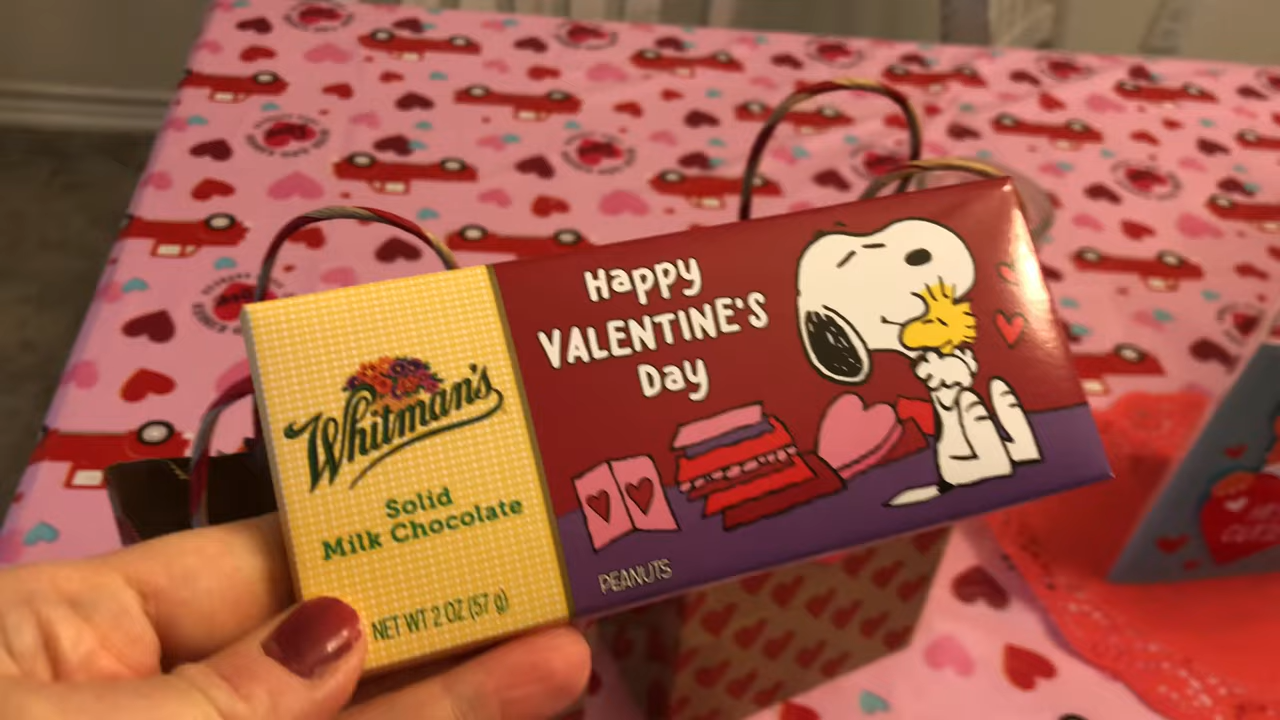 Whitman's
Solid
Milk Chocolate
NET WT 2 OZ (57 g)
Happy
VALENTINE'S
Day
PEANUTS